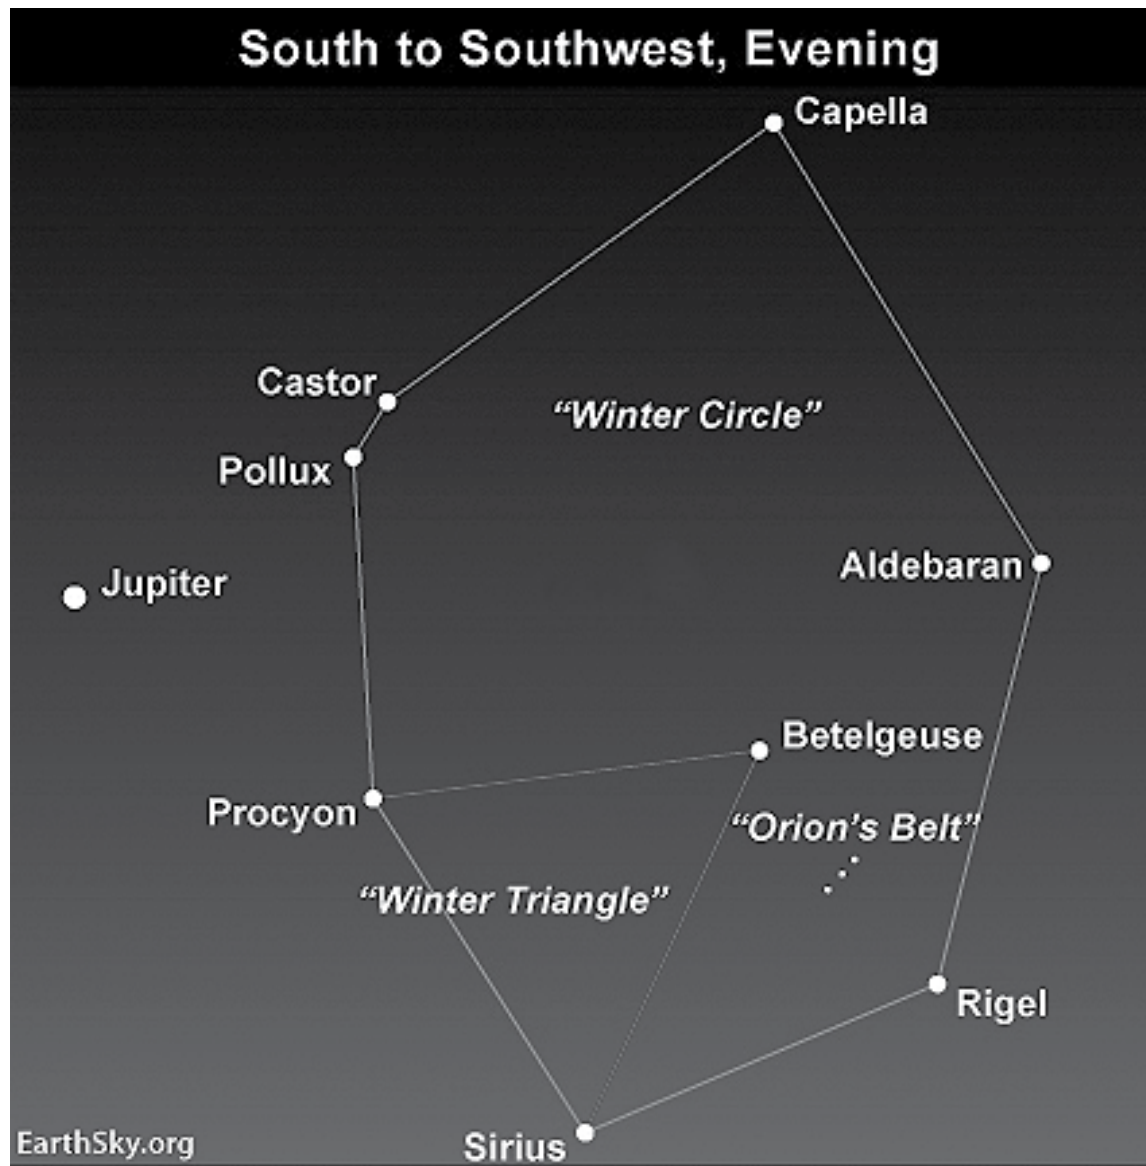 South to Southwest, Evening
Capella
Castor
“Winter Circle”
Pollux
Aldebaran
Jupiter
Betelgeuse
Procyon
“Orion’s Belt”
“Winter Triangle”
Rigel
EarthSky.org
Sirius